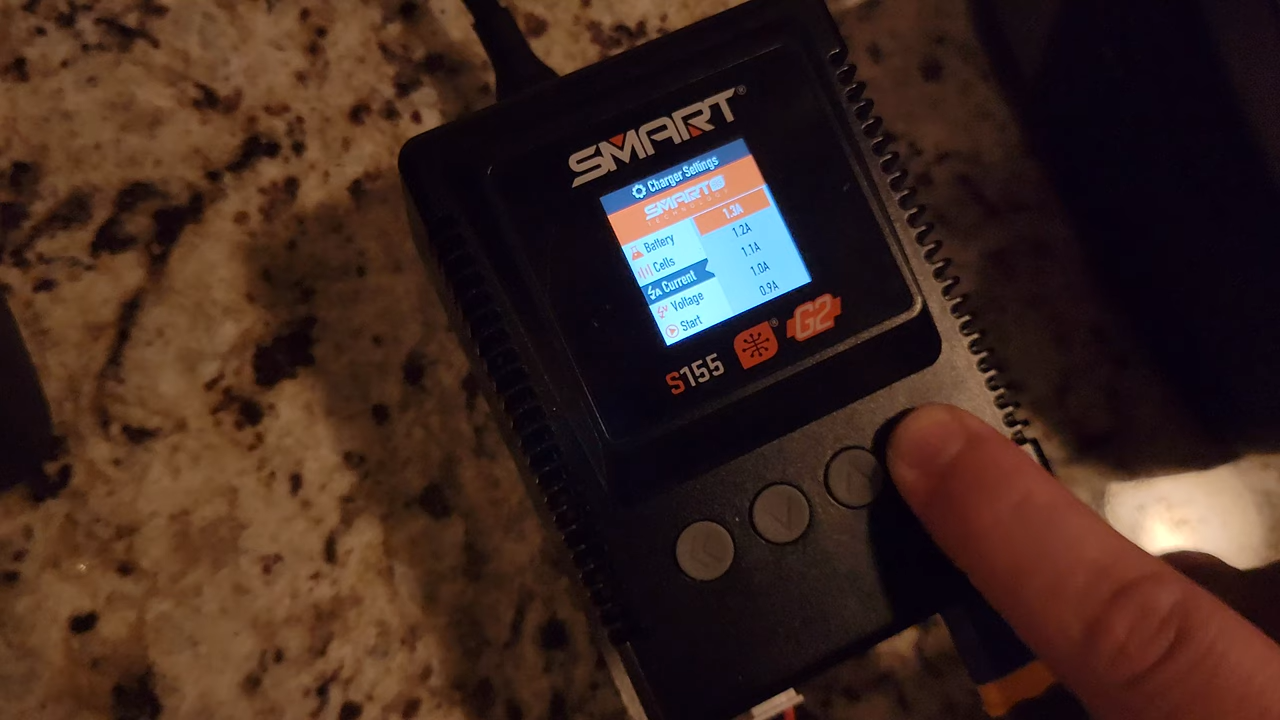 SMART®
Charger Settings
SMART
TECHNOLOGY
Battery
Cells
Current
Voltage
Start
1.3A
1.2A
1.1A
1.0A
0.9A
S155
®
G2